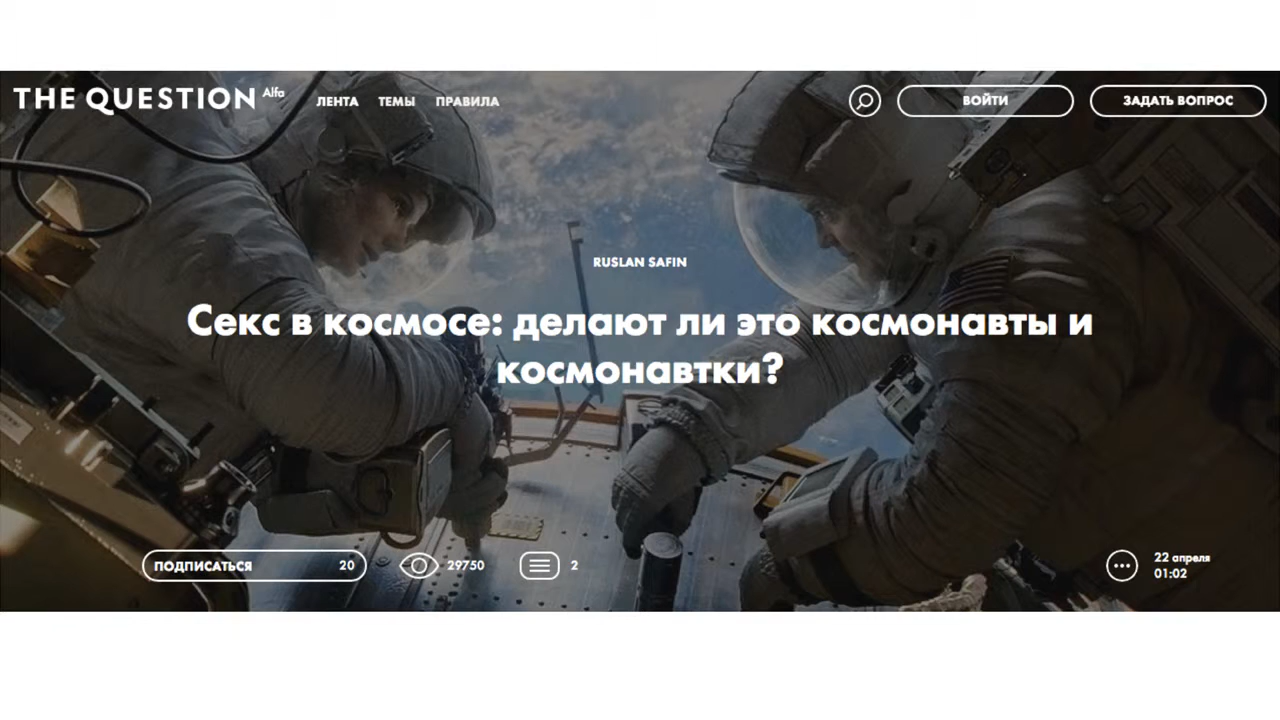 THE QUESTION Alfa
ЛЕНТА ТЕМЫ ПРАВИЛА
ВОЙТИ
ЗАДАТЬ ВОПРОС
RUSLAN SAFIN
Секс в космосе: делают ли это космонавты и
космонавтки?
ПОДПИСАТЬСЯ 20
29750
2
22 апреля
01:02